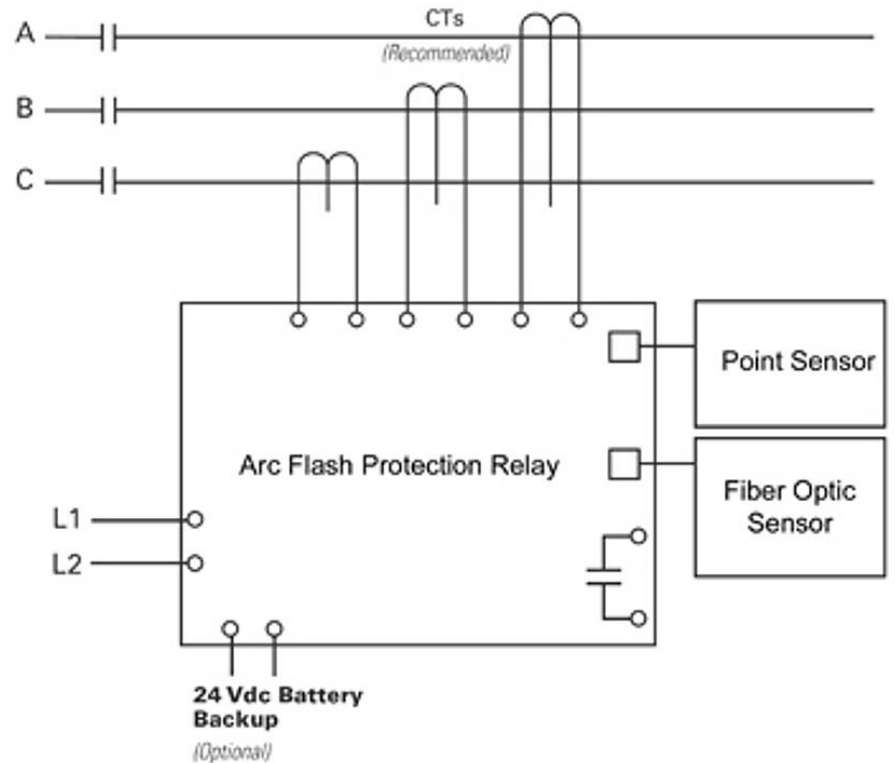 A
CTs
(Recommended)
B
C
Point Sensor
Arc Flash Protection Relay
Fiber Optic
Sensor
L1
L2
24 Vdc Battery
Backup
(Optional)